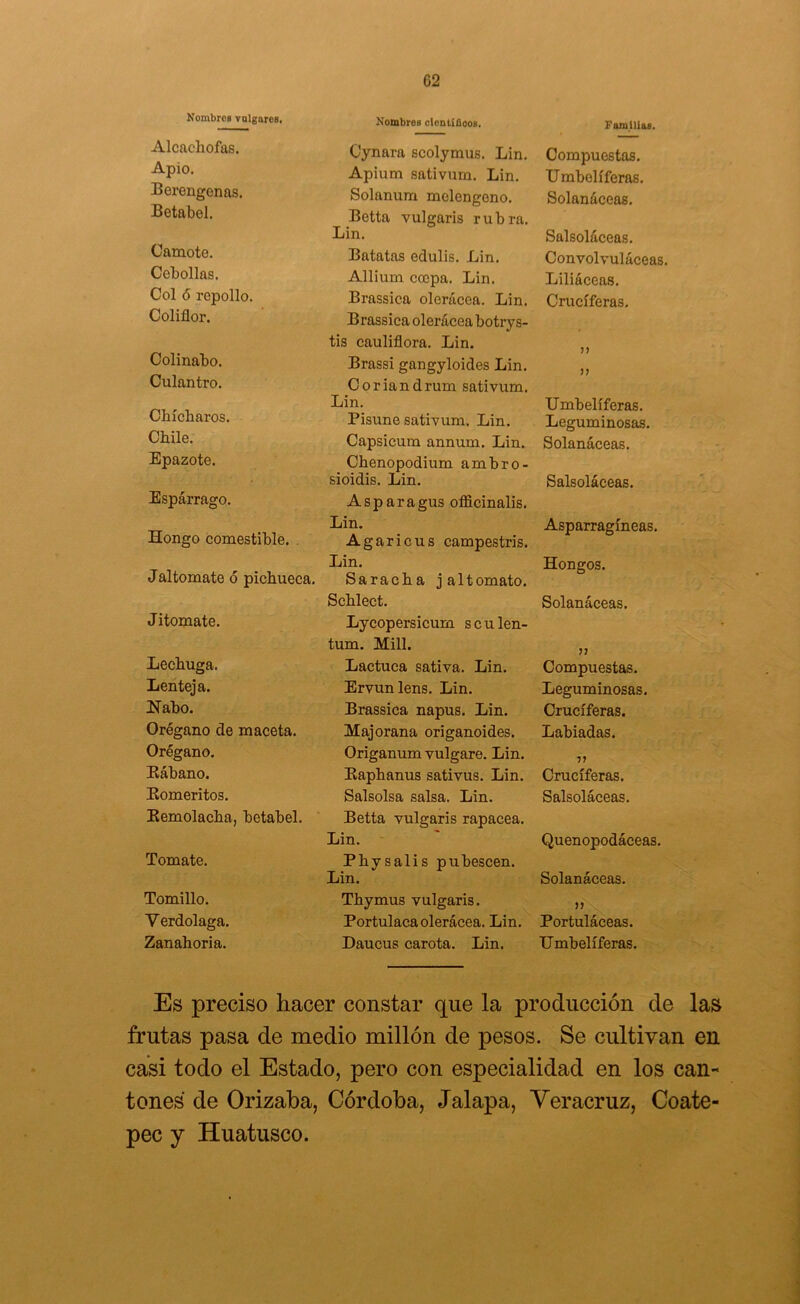 62
Nombres vulgares. Nombres científicos. Familias.
Alcachofas. Cynara scolymus. Lin. Compuestas.
Apio. Apium sativum. Lin. Umbelíferas.
Berengenas. Solanum melengeno. Solanáceas.
Betabel. Betta vulgaris rubra.
Lin. Salsoláceas.
Camote. Batatas edulis. Lin. Convolvuláceas.
Cebollas. Allium cœpa. Lin. Liliáceas.
Col ó repollo. Brassica olerácea. Lin. Crucíferas.
Coliflor. Brassica olerácea botrys-
tis cauliflora. Lin. „
Colinabo. Brassi gangyloides Lin. „
Culantro. Coriandrum sativum.
Lin. Umbelíferas.
Chícharos. Pisune sativum. Lin. Leguminosas.
Chile. Capsicum annum. Lin. Solanáceas.
Epazote. Chenopodium ambro-
sioidis. Lin. Salsoláceas.
Espárrago. Asparagus officinalis.
Lin. Asparragíneas.
Hongo comestible. Agaricus campestris.
Lin. Hongos.
Jaltomate ó pichueca. Saracha jaltomato.
Schlect. Solanáceas.
Jitomate. Lycopersicum sculen-
tum. Mill. „
Lechuga. Lactuca sativa. Lin. Compuestas.
Lenteja. Ervun lens. Lin. Leguminosas.
Nabo. Brassica napus. Lin. Crucíferas.
Orégano de maceta. Majorana origanoides. Labiadas.
Orégano. Origanum vulgare. Lin. „
Rábano. Raphanus sativus. Lin. Crucíferas.
Romeritos. Salsolsa salsa. Lin. Salsoláceas.
Remolacha, betabel. Betta vulgaris rapacea.
Lin. Quenopodáceas.
Tomate. Physalis pubescen.
Lin. Solanáceas.
Tomillo. Thymus vulgaris. „
Verdolaga. Portulaca olerácea. Lin. Portuláceas.
Zanahoria. Daucus carota. Lin. Umbelíferas.
Es preciso hacer constar que la producción de las
frutas pasa de medio millón de pesos. Se cultivan en
casi todo el Estado, pero con especialidad en los can-
tones de Orizaba, Córdoba, Jalapa, Veracruz, Coate-
pec y Huatusco.